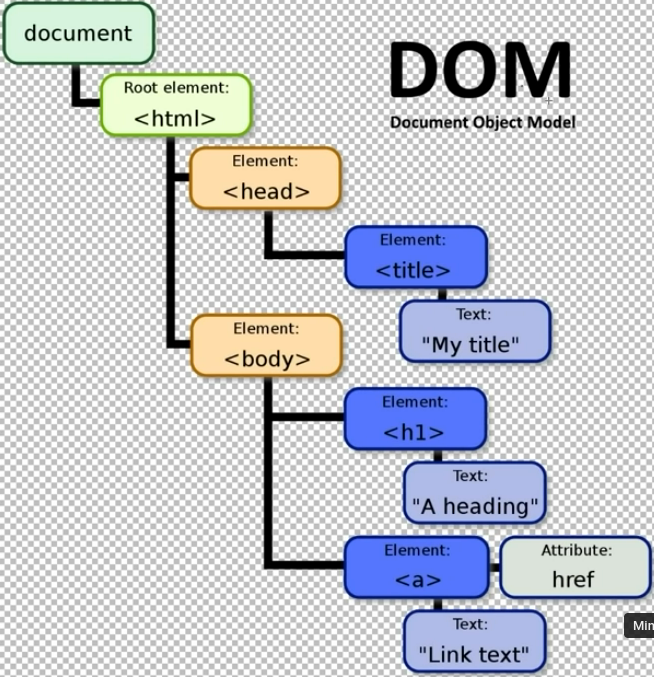 document
DOM
Document Object Model
Root element:
<html>
Element:
<head>
Element:
<title>
Text:
"My title"
Element:
<body>
Element:
<h1>
Text:
"A heading"
Element:
<a>
Attribute:
href
Text:
"Link text"